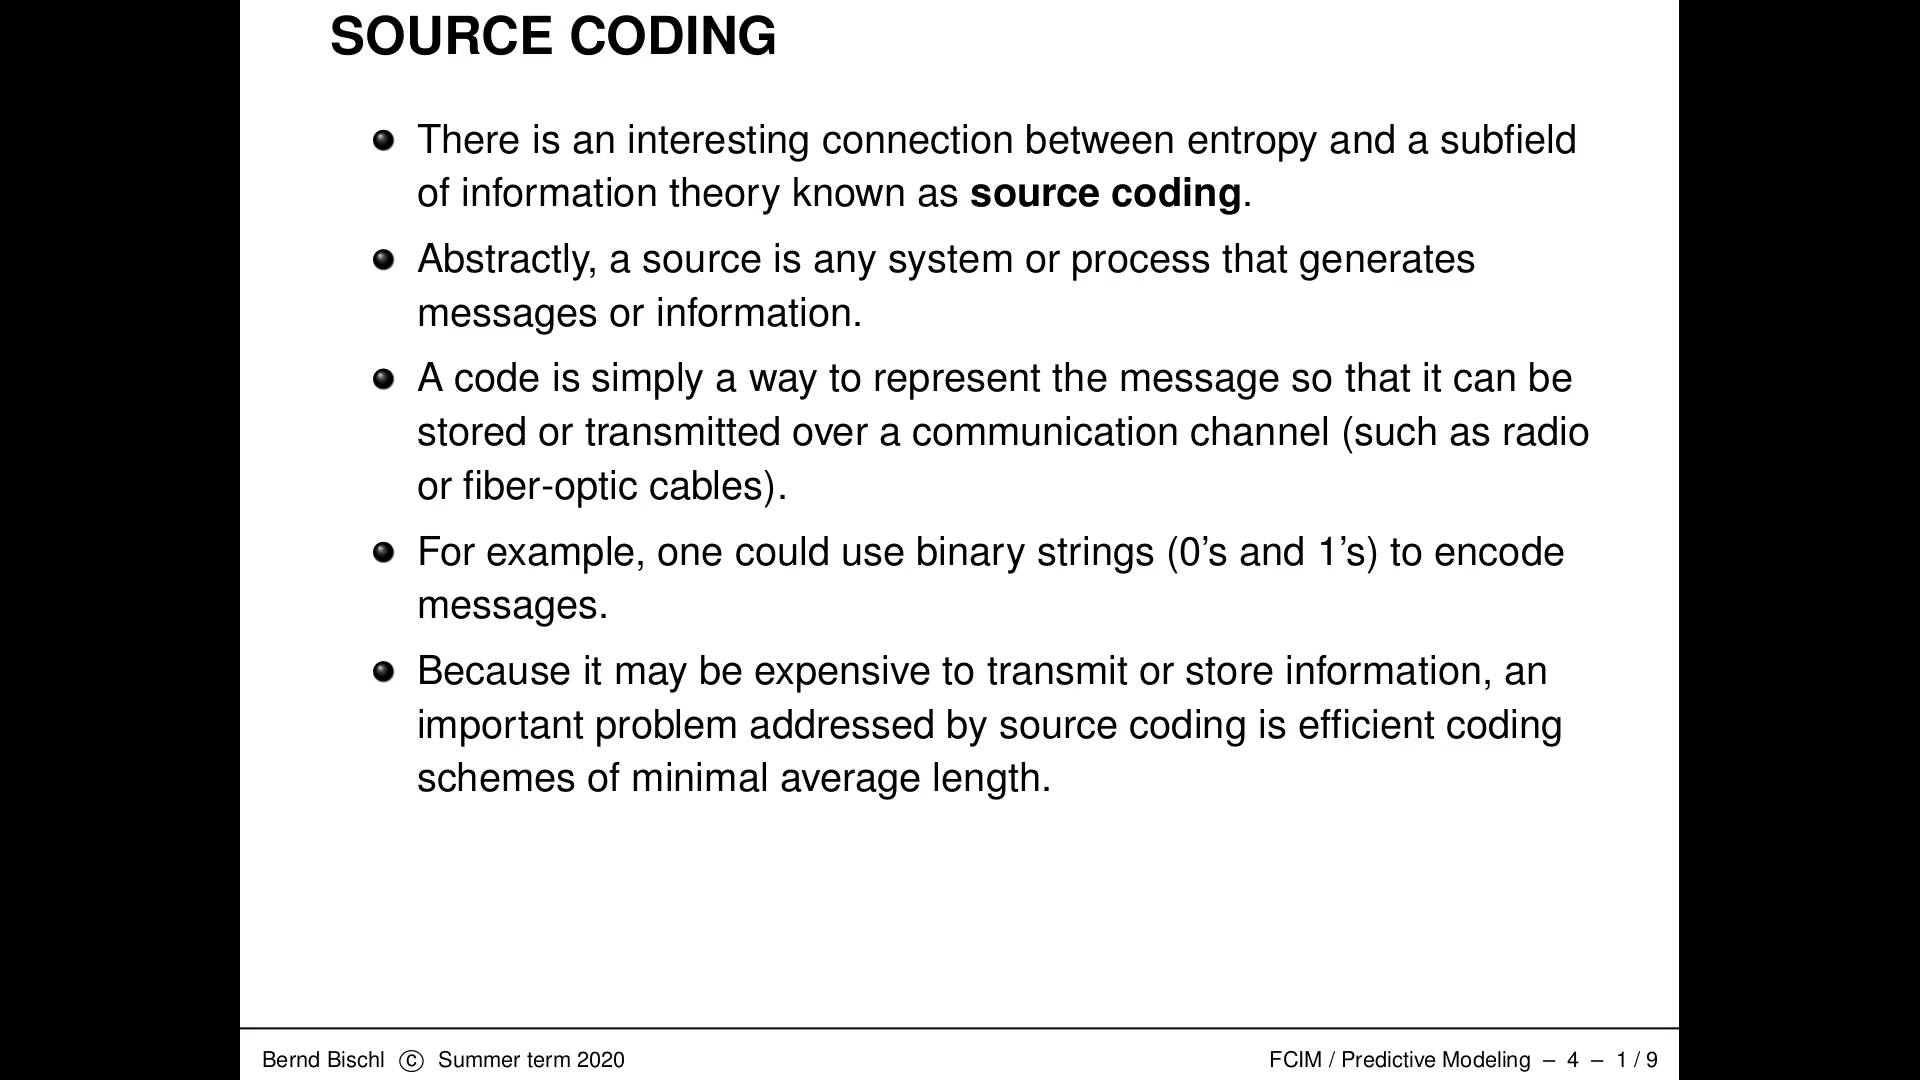 SOURCE CODING
There is an interesting connection between entropy and a subfield
of information theory known as source coding.
Abstractly, a source is any system or process that generates
messages or information.
A code is simply a way to represent the message so that it can be
stored or transmitted over a communication channel (such as radio
or fiber-optic cables).
For example, one could use binary strings (0’s and 1’s) to encode
messages.
Because it may be expensive to transmit or store information, an
important problem addressed by source coding is efficient coding
schemes of minimal average length.
Bernd Bischl © Summer term 2020 FCIM / Predictive Modeling – 4 – 1 / 9